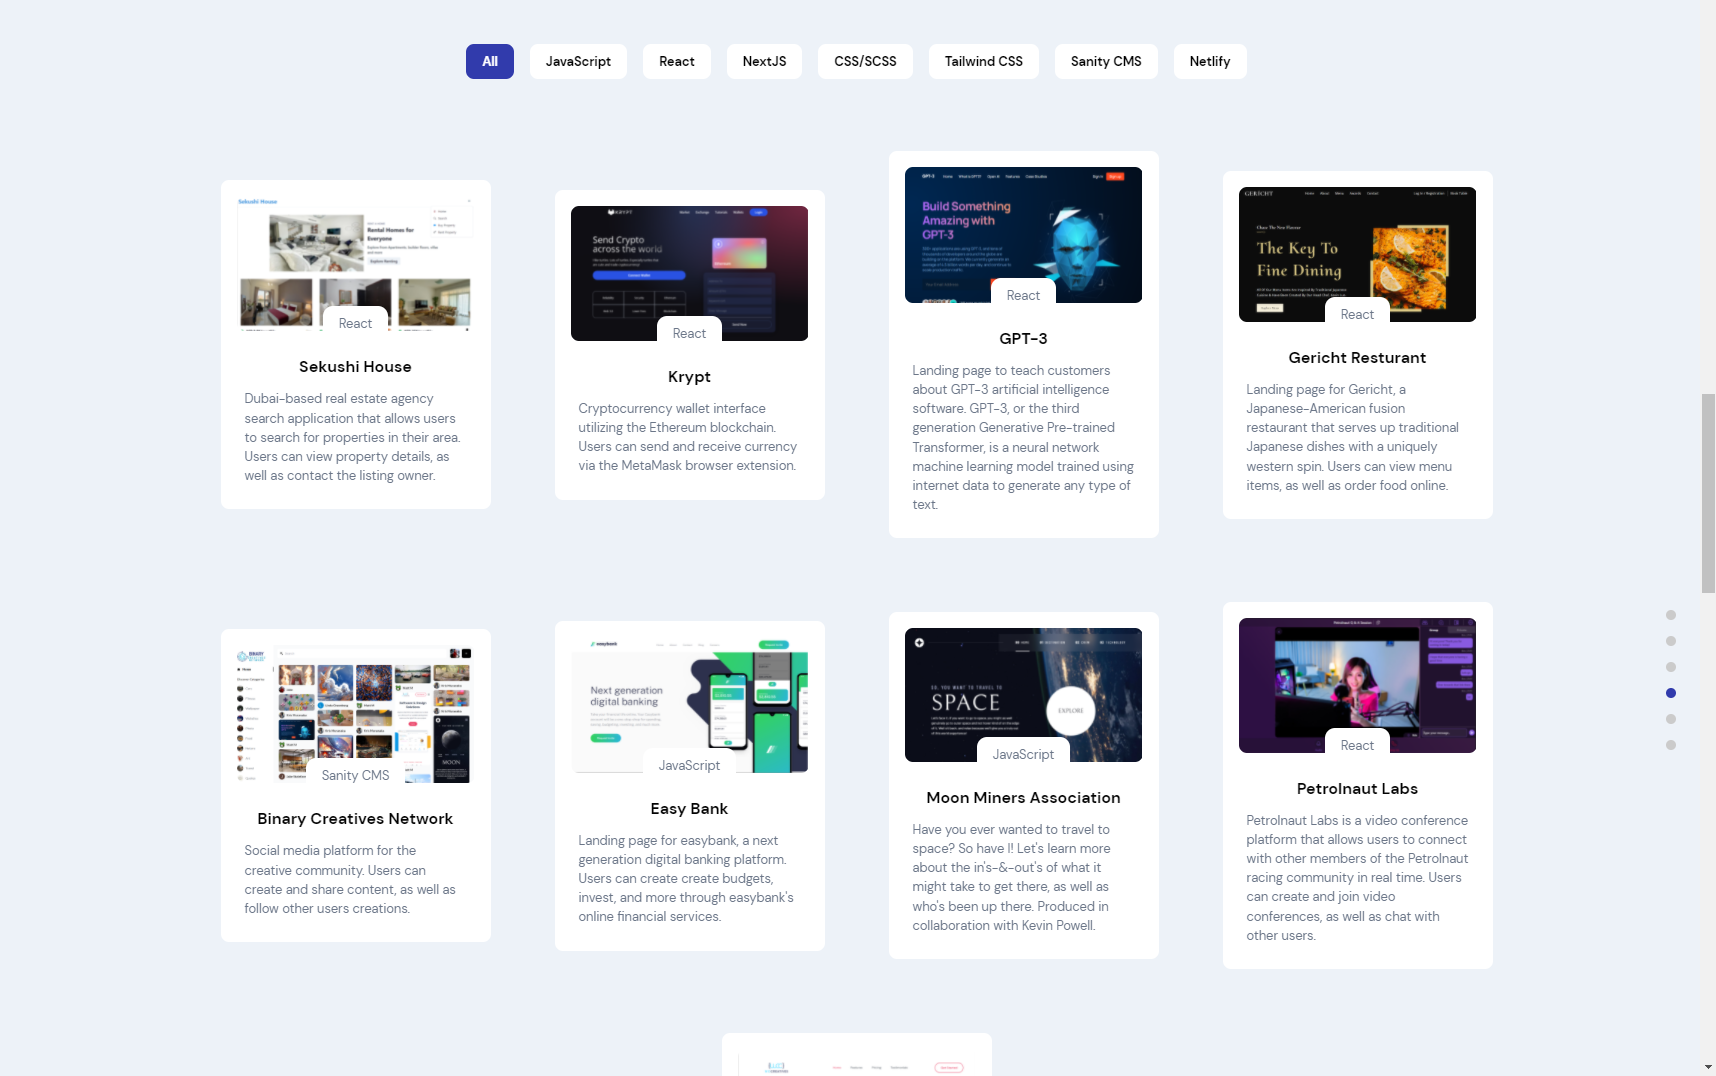 All
JavaScript
React
NextJS
CSS/SCSS
Tailwind CSS
Sanity CMS
Netlify
Sekushi House
Rental Homes for
Everyone
React
Sekushi House
Dubai-based real estate agency
search application that allows users
to search for properties in their area.
Users can view property details, as
well as contact the listing owner.
Send Crypto
across the world
React
Krypt
Cryptocurrency wallet interface
utilizing the Ethereum blockchain.
Users can send and receive currency
via the MetaMask browser extension.
GPT-3
Build Something
Amazing with
GPT-3
React
GPT-3
Landing page to teach customers
about GPT-3 artificial intelligence
software. GPT-3, or the third
generation Generative Pre-trained
Transformer, is a neural network
machine learning model trained using
internet data to generate any type of
text.
GERICHT
The Key To
Fine Dining
React
Gericht Resturant
Landing page for Gericht, a
Japanese-American fusion
restaurant that serves up traditional
Japanese dishes with a uniquely
western spin. Users can view menu
items, as well as order food online.
BINARY
MOON
Sanity CMS
Binary Creatives Network
Social media platform for the
creative community. Users can
create and share content, as well as
follow other users creations.
easybank
Next generation
digital banking
JavaScript
Easy Bank
Landing page for easybank, a next
generation digital banking platform.
Users can create create budgets,
invest, and more through easybank's
online financial services.
SO, YOU WANT TO TRAVEL TO
SPACE
EXPLORE
JavaScript
Moon Miners Association
Have you ever wanted to travel to
space? So have I! Let's learn more
about the in's-&-out's of what it
might take to get there, as well as
who's been up there. Produced in
collaboration with Kevin Powell.
React
Petrolnaut Labs
Petrolnaut Labs is a video conference
platform that allows users to connect
with other members of the Petrolnaut
racing community in real time. Users
can create and join video
conferences, as well as chat with
other users.